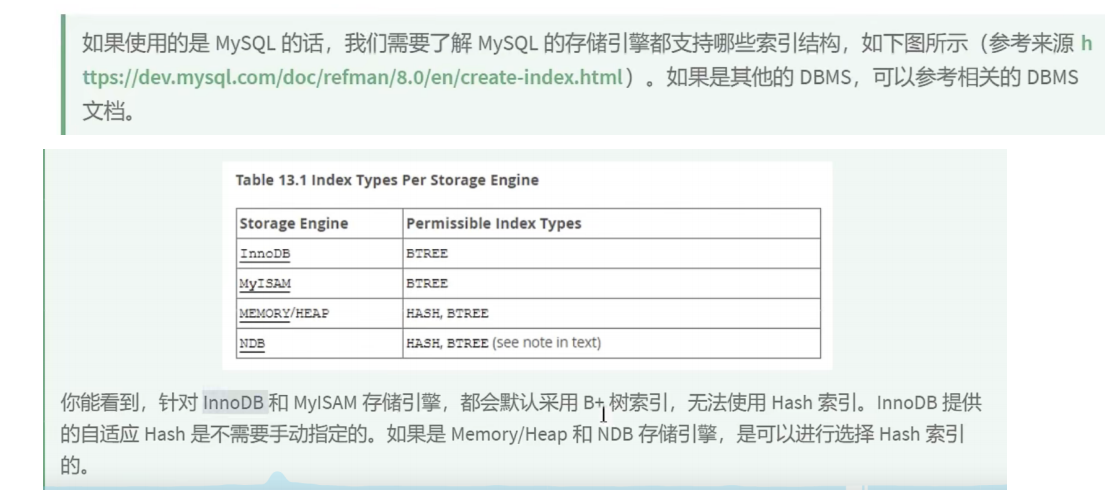 如果使用的是 MySQL 的话，我们需要了解 MySQL 的存储引擎都支持哪些索引结构，如下图所示（参考来源 h
ttps://dev.mysql.com/doc/refman/8.0/en/create-index.html）。如果是其他的 DBMS，可以参考相关的 DBMS
文档。
Table 13.1 Index Types Per Storage Engine
Storage Engine Permissible Index Types
InnoDB BTREE
MyISAM BTREE
MEMORY/HEAP HASH, BTREE
NDB HASH, BTREE (see note in text)
你能看到，针对 InnoDB 和 MyISAM 存储引擎，都会默认采用 B+ 树索引，无法使用 Hash 索引。InnoDB 提供
的自适应 Hash 是不需要手动指定的。如果是 Memory/Heap 和 NDB 存储引擎，是可以进行选择 Hash 索引
的。